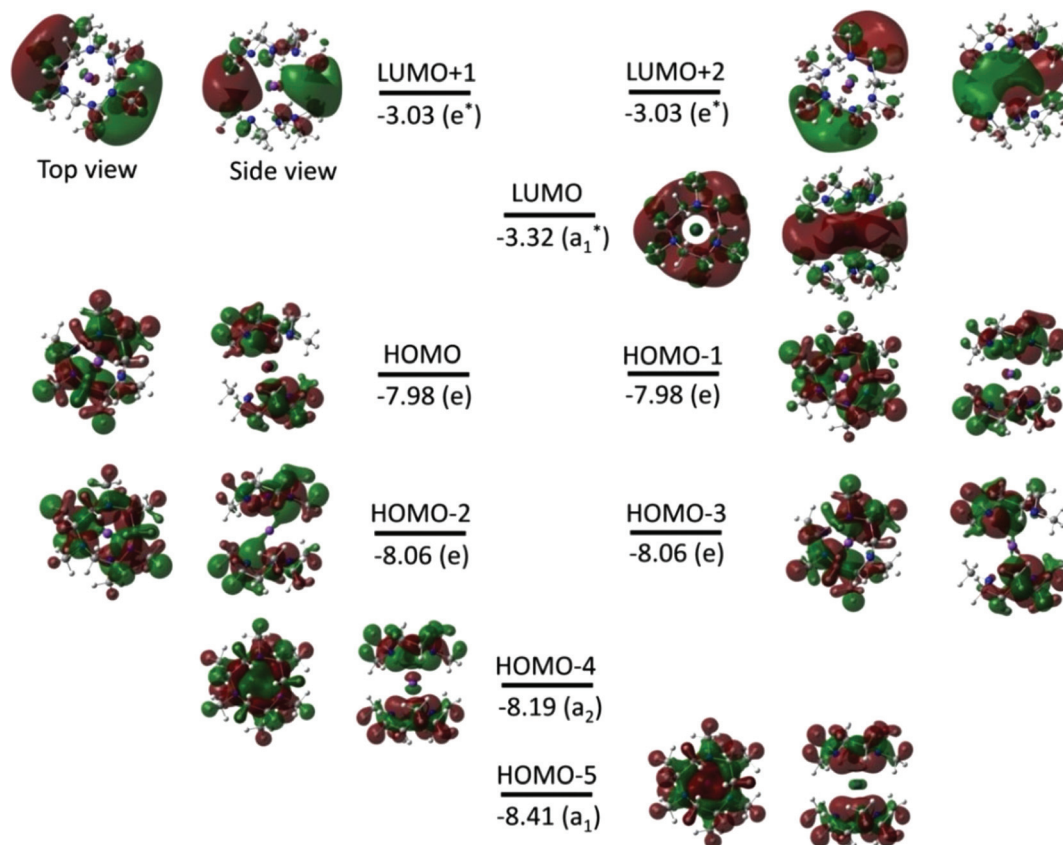 LUMO+1
-3.03 (e*)
LUMO+2
-3.03 (e*)
Top view
Side view
LUMO
-3.32 (a₁*)
HOMO
-7.98 (e)
HOMO-1
-7.98 (e)
HOMO-2
-8.06 (e)
HOMO-3
-8.06 (e)
HOMO-4
-8.19 (a₂)
HOMO-5
-8.41 (a₁)